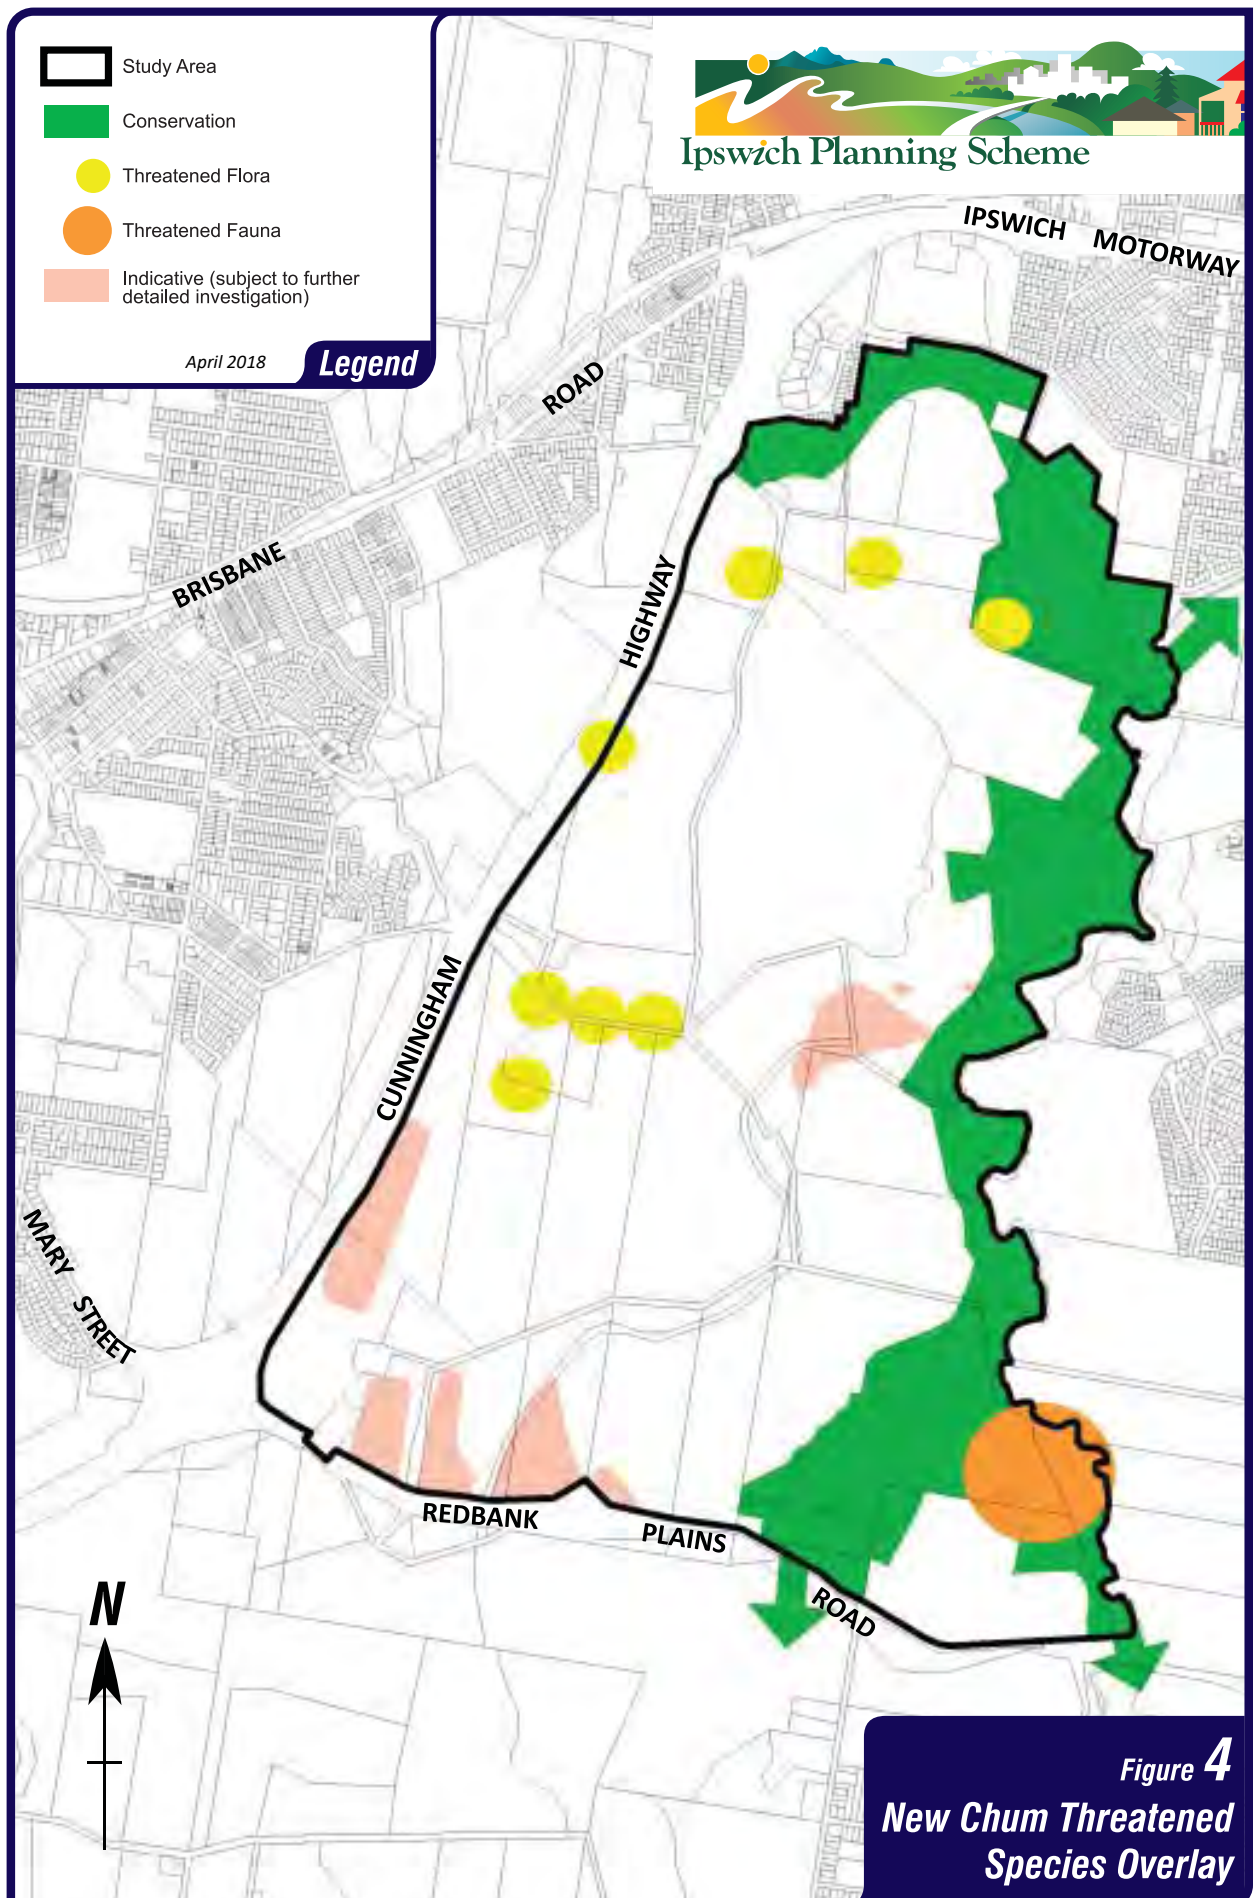 Study Area
Conservation
Threatened Flora
Threatened Fauna
Indicative (subject to further
detailed investigation)
April 2018
Legend
Ipswich Planning Scheme
IPSWICH MOTORWAY
BRISBANE ROAD
CUNNINGHAM HIGHWAY
MARY STREET
REDBANK PLAINS ROAD
N
Figure 4
New Chum Threatened
Species Overlay